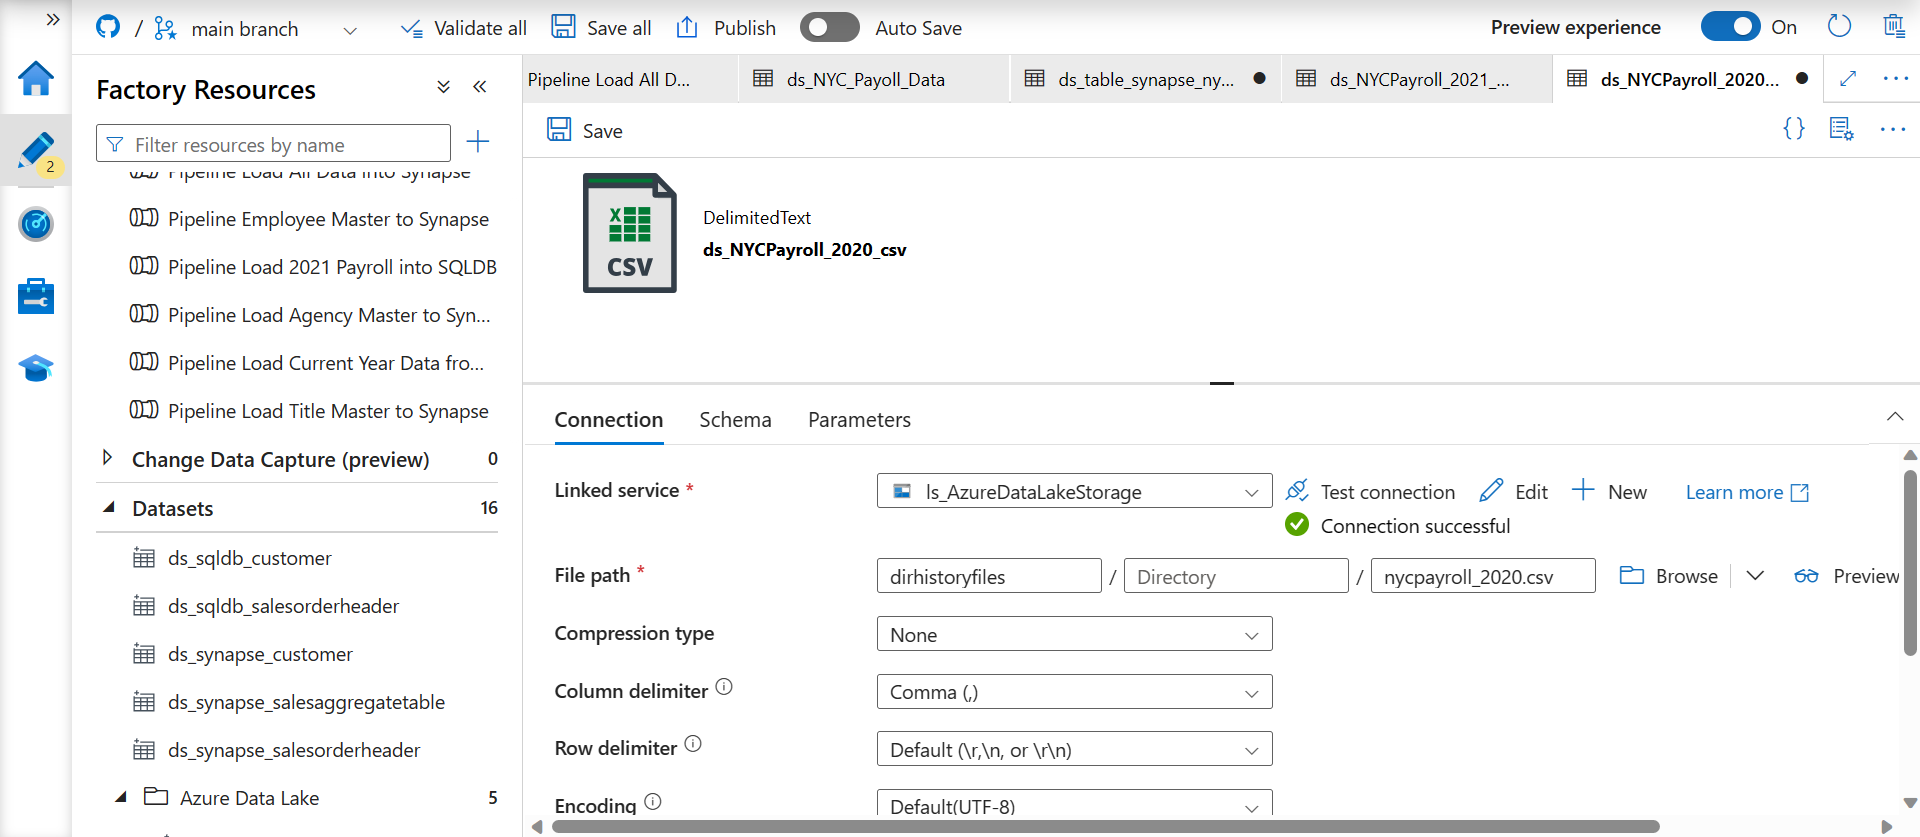 / main branch Validate all Save all Publish Auto Save Preview experience On
2
Factory Resources
Filter resources by name
Pipeline Load All Data into Synapse
Pipeline Employee Master to Synapse
Pipeline Load 2021 Payroll into SQLDB
Pipeline Load Agency Master to Syn...
Pipeline Load Current Year Data fro...
Pipeline Load Title Master to Synapse
Change Data Capture (preview) 0
Datasets 16
ds_sqldb_customer
ds_sqldb_salesorderheader
ds_synapse_customer
ds_synapse_salesaggregatetable
ds_synapse_salesorderheader
Azure Data Lake 5
Pipeline Load All D... ds_NYC_Payoll_Data ds_table_synapse_ny... ds_NYCPayroll_2021_... ds_NYCPayroll_2020...
Save {}
CSV
DelimitedText
ds_NYCPayroll_2020_csv
Connection Schema Parameters
Linked service * ls_AzureDataLakeStorage Test connection Edit New Learn more
Connection successful
File path * dirhistoryfiles / Directory / nycpayroll_2020.csv Browse Preview
Compression type None
Column delimiter Comma (,)
Row delimiter Default (\r,\n, or \r\n)
Encoding Default(UTF-8)